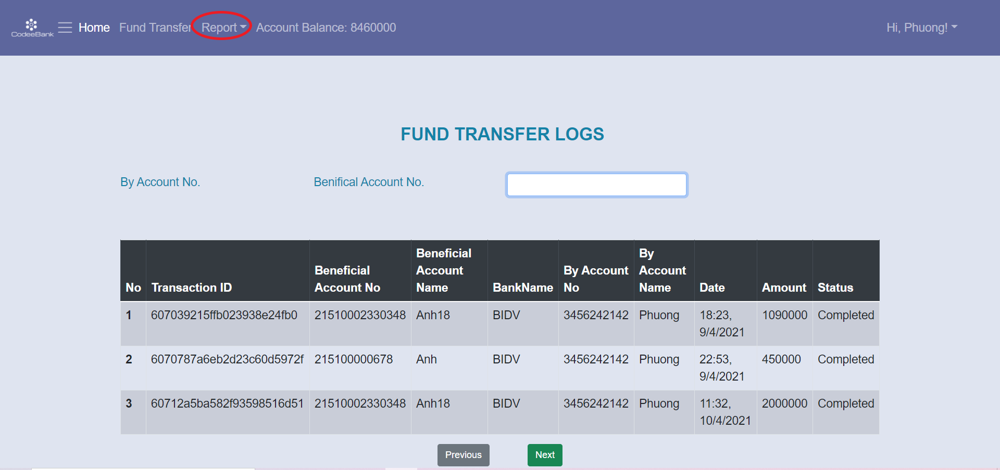 CodeeBank Home Fund Transfer Report Account Balance: 8460000 Hi, Phuong!
FUND TRANSFER LOGS
By Account No. Benifical Account No.
No Transaction ID Beneficial Account No Beneficial Account Name BankName By Account No By Account Name Date Amount Status
1 607039215ffb023938e24fb0 21510002330348 Anh18 BIDV 3456242142 Phuong 18:23, 9/4/2021 1090000 Completed
2 6070787a6eb2d23c60d5972f 215100000678 Anh BIDV 3456242142 Phuong 22:53, 9/4/2021 450000 Completed
3 60712a5ba582f93598516d51 21510002330348 Anh18 BIDV 3456242142 Phuong 11:32, 10/4/2021 2000000 Completed
Previous Next